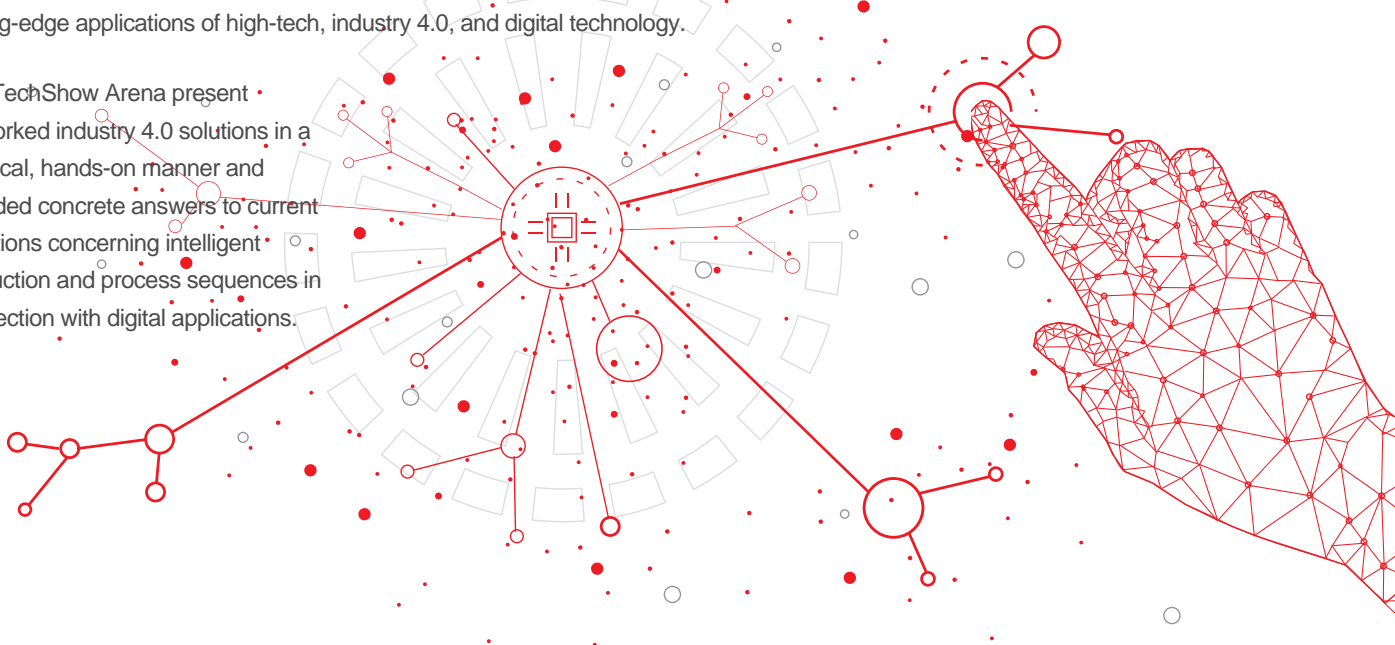 g-edge applications of high-tech, industry 4.0, and digital technology.
TechShow Arena present
orked industry 4.0 solutions in a
cal, hands-on manner and
ded concrete answers to current
tions concerning intelligent
uction and process sequences in
ection with digital applications.